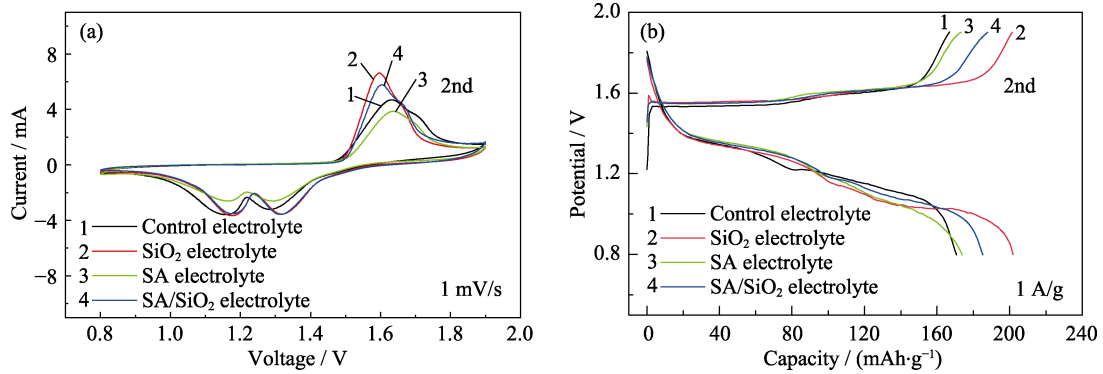 (a)
8
4
0
−4
−8
Current / mA
2
4
1
3
2nd
1 Control electrolyte
2 SiO₂ electrolyte
3 SA electrolyte
4 SA/SiO₂ electrolyte
1 mV/s
0.8 1.0 1.2 1.4 1.6 1.8 2.0
Voltage / V
(b)
2.0
1.6
1.2
0.8
Potential / V
1 3 4 2
2nd
1 Control electrolyte
2 SiO₂ electrolyte
3 SA electrolyte
4 SA/SiO₂ electrolyte
1 A/g
0 40 80 120 160 200 240
Capacity / (mAh·g⁻¹)